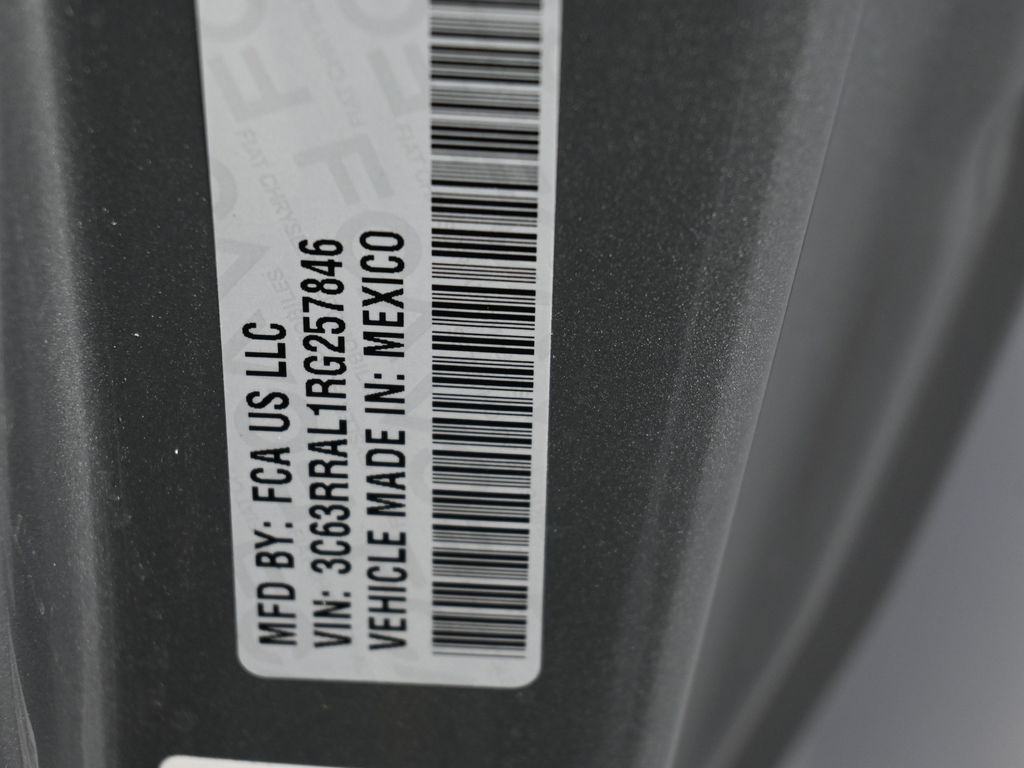 MFD BY: FCA US LLC
VIN: 3C63RRAL1RG257846
VEHICLE MADE IN: MEXICO